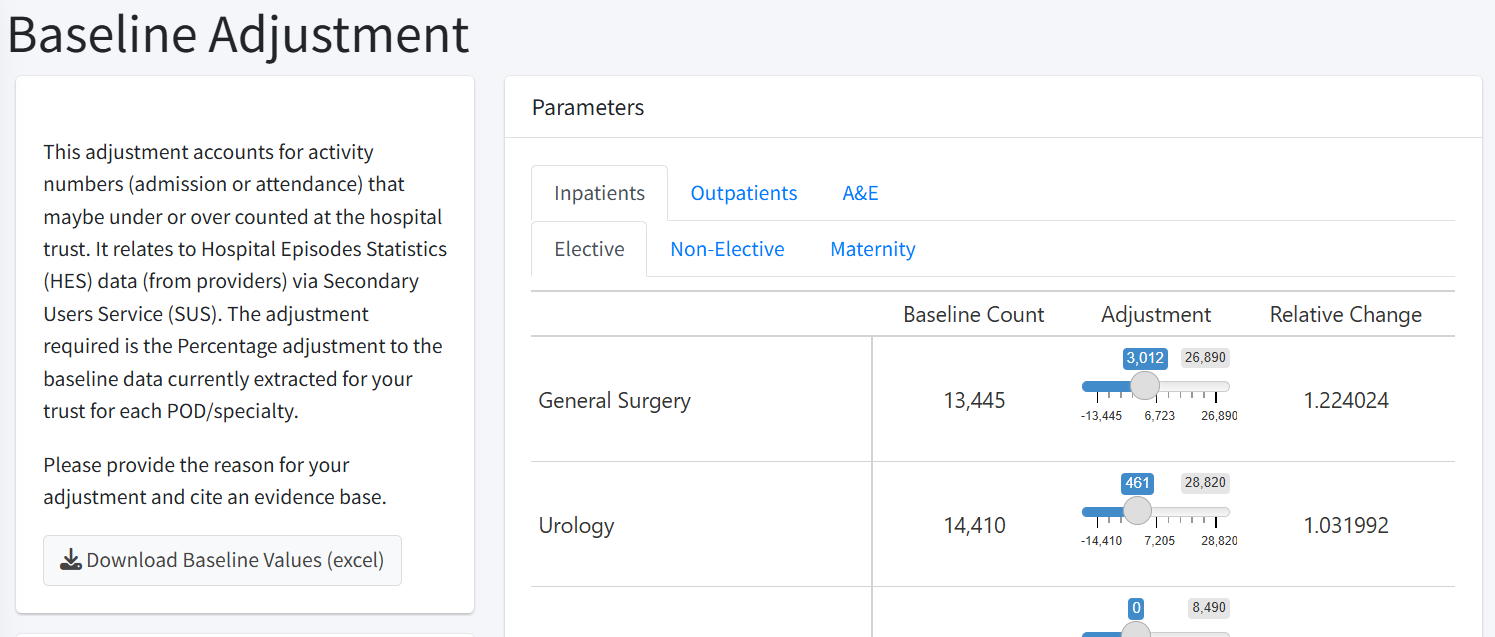 Baseline Adjustment
This adjustment accounts for activity
numbers (admission or attendance) that
maybe under or over counted at the hospital
trust. It relates to Hospital Episodes Statistics
(HES) data (from providers) via Secondary
Users Service (SUS). The adjustment
required is the Percentage adjustment to the
baseline data currently extracted for your
trust for each POD/specialty.
Please provide the reason for your
adjustment and cite an evidence base.
Download Baseline Values (excel)
Parameters
Inpatients Outpatients A&E
Elective Non-Elective Maternity
Baseline Count Adjustment Relative Change
3,012 26,890
General Surgery 13,445 1.224024
-13,445 6,723 26,890
461 28,820
Urology 14,410 1.031992
-14,410 7,205 28,820
0 8,490